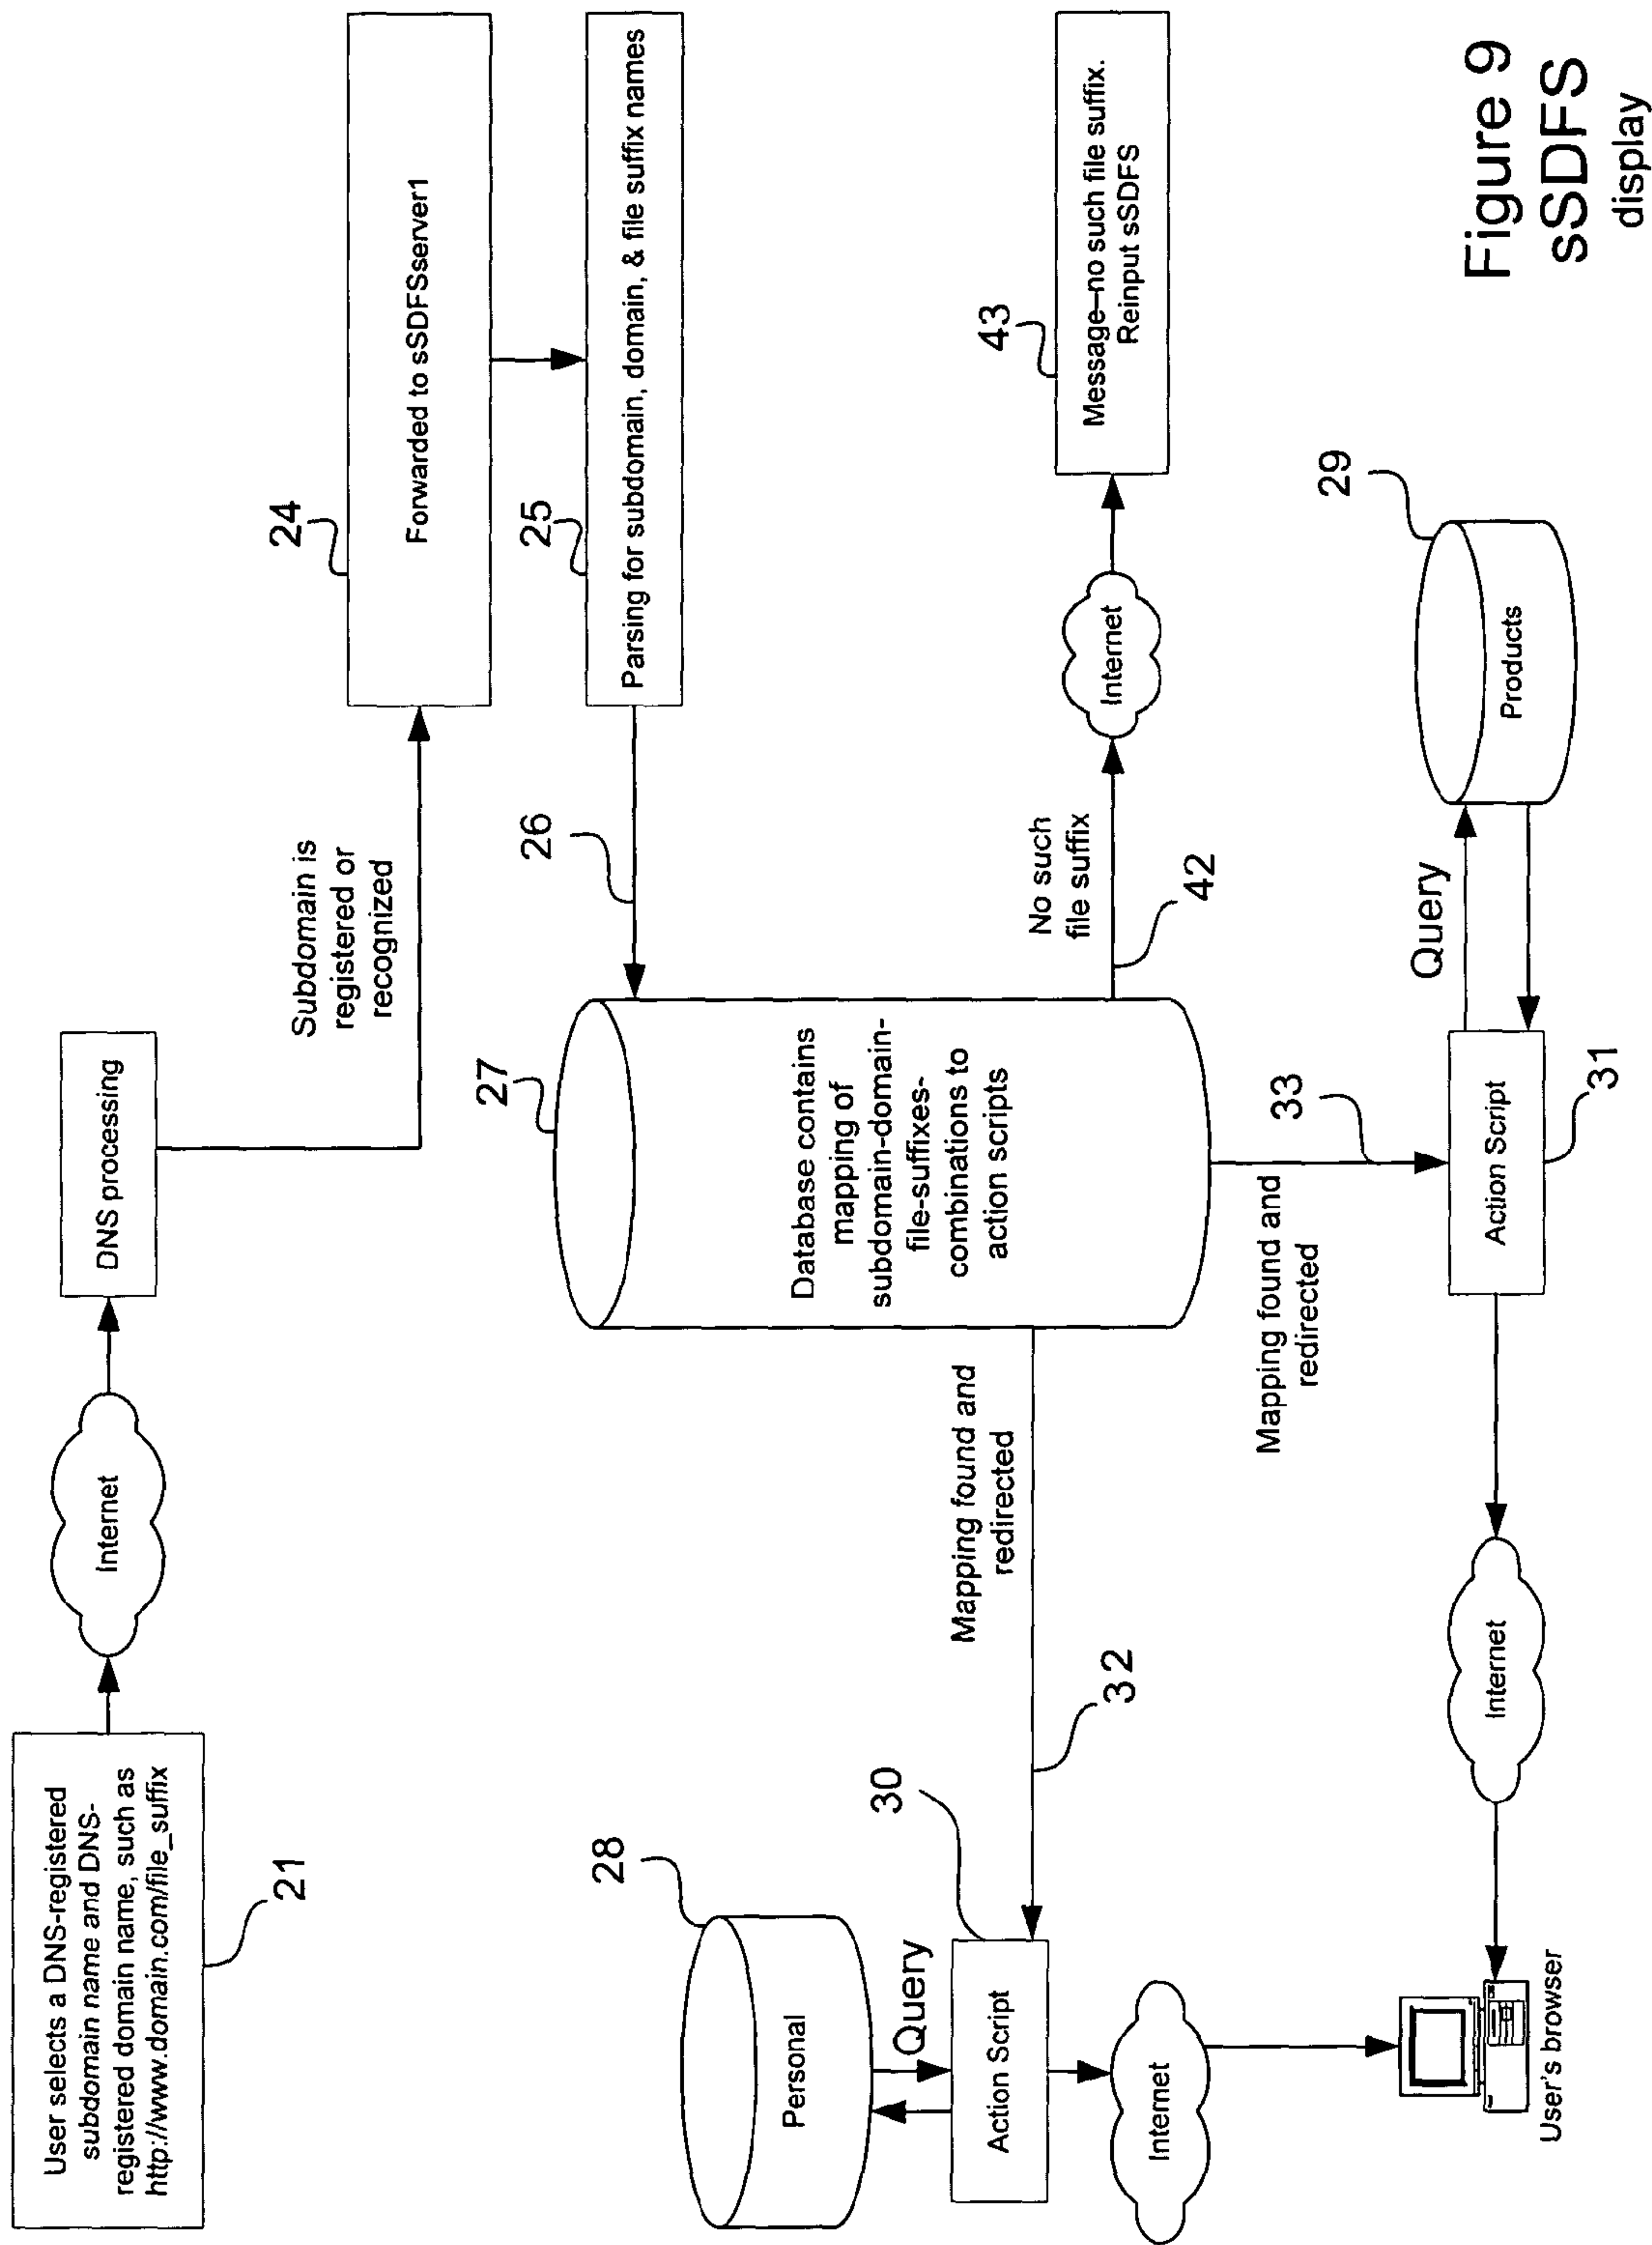 User selects a DNS-registered
subdomain name and DNS-
registered domain name, such as
http://www.domain.com/file_suffix
21
Internet
DNS processing
Subdomain is
registered or
recognized
24
Forwarded to sSDFSserver1
25
Parsing for subdomain, domain, & file suffix names
26
27
Database contains
mapping of
subdomain-domain-
file-suffixes-
combinations to
action scripts
No such
file suffix
42
Internet
43
Message–no such file suffix.
Reinput sSDFS
Mapping found and
redirected
32
28
Personal
Query
30
Action Script
Internet
Mapping found and
redirected
33
Action Script
31
Query
29
Products
Internet
User's browser
Figure 9
sSDFS
display